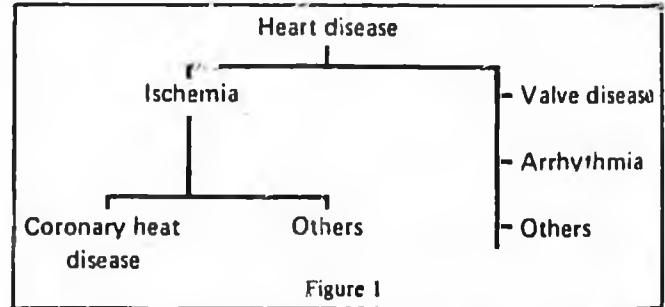 Heart disease
Ischemia
Valve disease
Arrhythmia
Coronary heat
disease
Others
Others
Figure 1